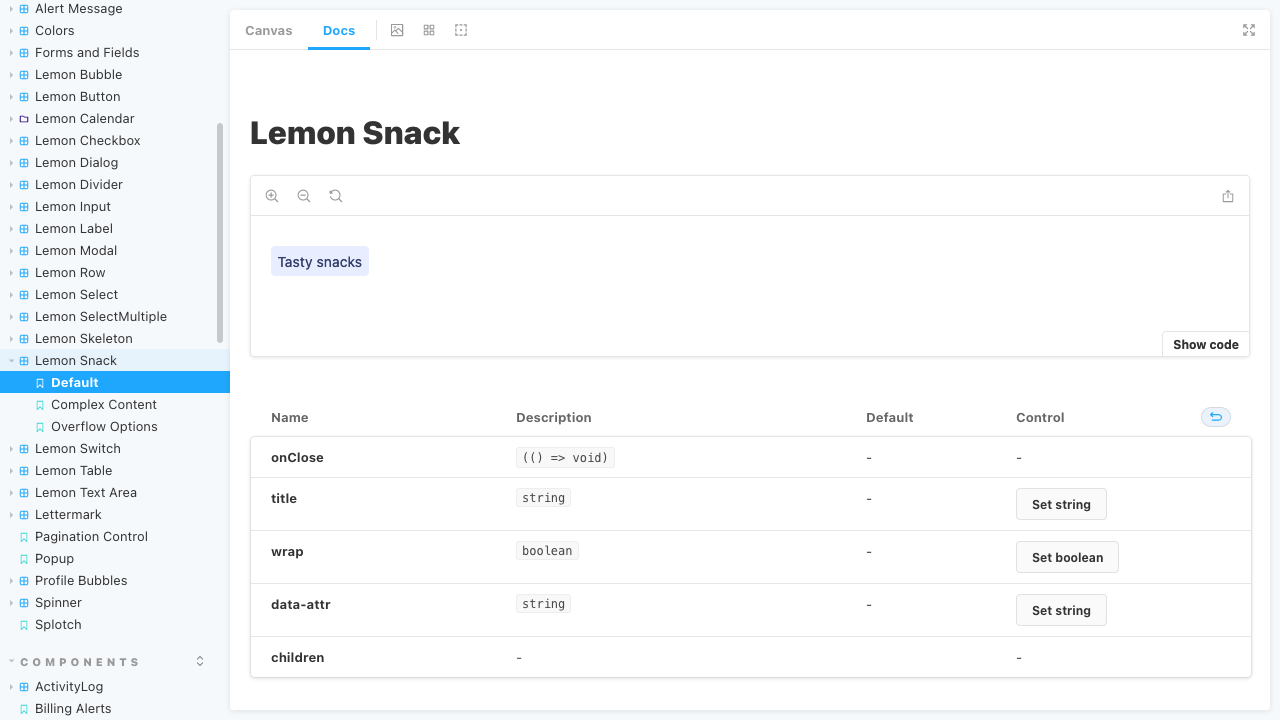 Alert Message
Colors
Forms and Fields
Lemon Bubble
Lemon Button
Lemon Calendar
Lemon Checkbox
Lemon Dialog
Lemon Divider
Lemon Input
Lemon Label
Lemon Modal
Lemon Row
Lemon Select
Lemon SelectMultiple
Lemon Skeleton
Lemon Snack
Default
Complex Content
Overflow Options
Lemon Switch
Lemon Table
Lemon Text Area
Lettermark
Pagination Control
Popup
Profile Bubbles
Spinner
Splotch
COMPONENTS
ActivityLog
Billing Alerts
Canvas Docs
Lemon Snack
Tasty snacks
Show code
Name Description Default Control
onClose (() => void) - -
title string - Set string
wrap boolean - Set boolean
data-attr string - Set string
children - -